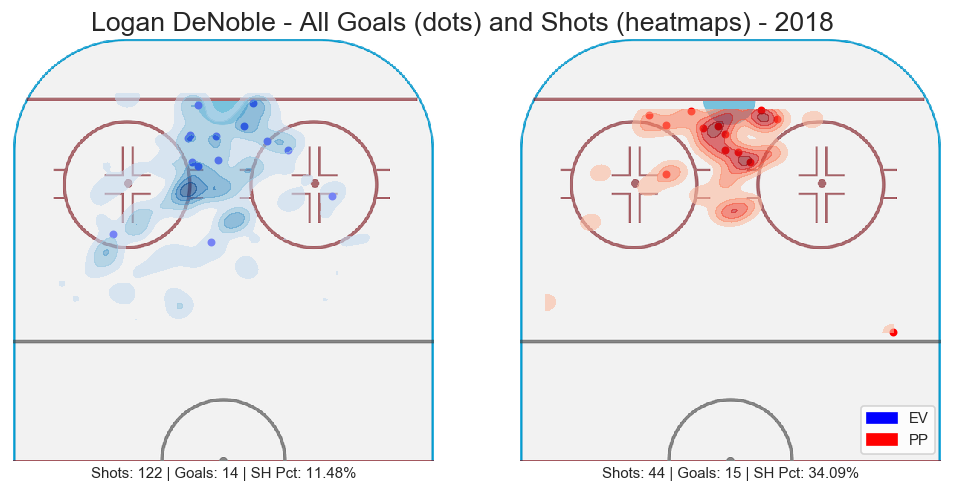 Logan DeNoble - All Goals (dots) and Shots (heatmaps) - 2018
EV
PP
Shots: 122 | Goals: 14 | SH Pct: 11.48%
Shots: 44 | Goals: 15 | SH Pct: 34.09%